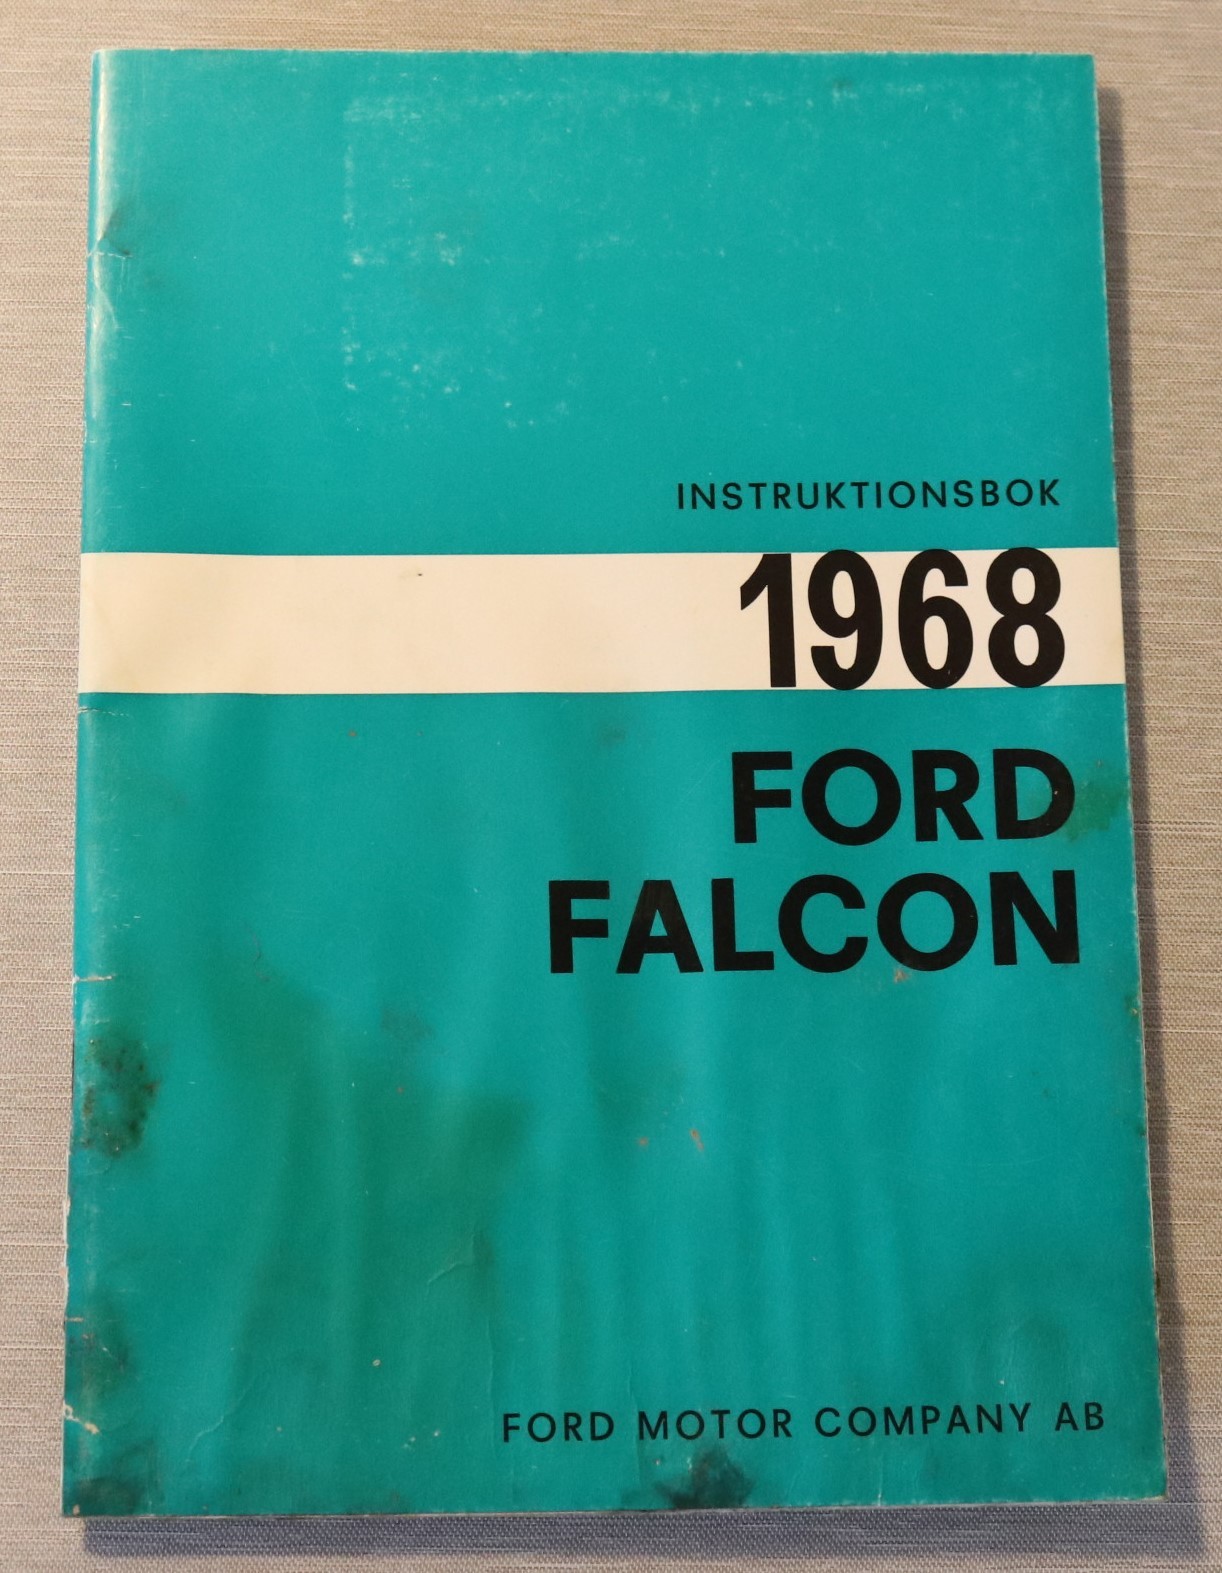 INSTRUKTIONSBOK
1968
FORD
FALCON
FORD MOTOR COMPANY AB